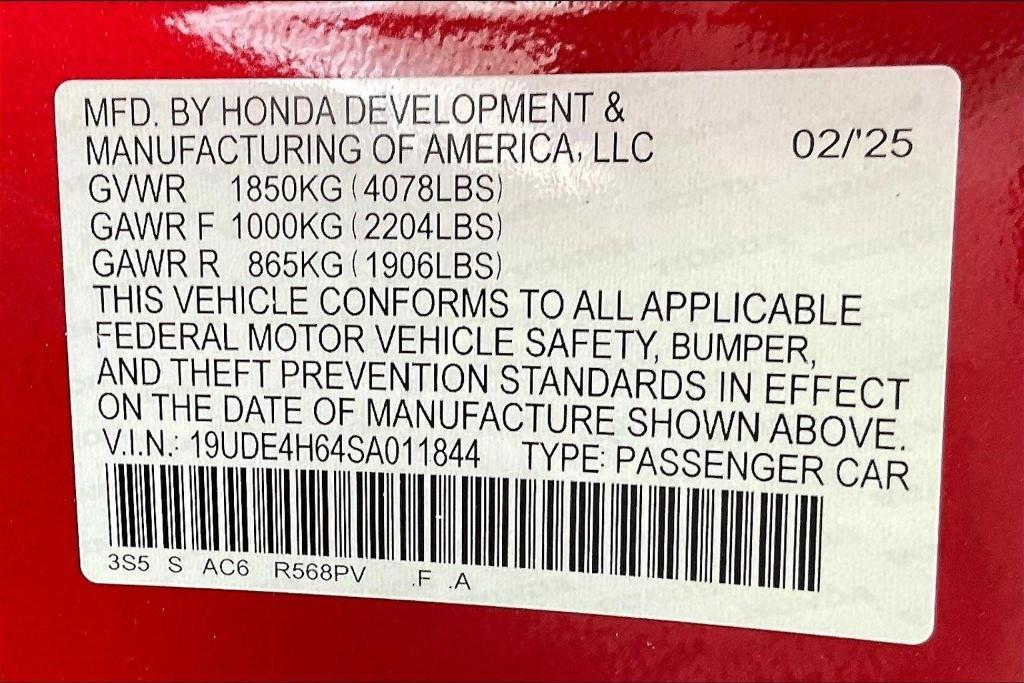 MFD. BY HONDA DEVELOPMENT &
MANUFACTURING OF AMERICA, LLC 02/'25
GVWR 1850KG (4078LBS)
GAWR F 1000KG (2204LBS)
GAWR R 865KG (1906LBS)
THIS VEHICLE CONFORMS TO ALL APPLICABLE
FEDERAL MOTOR VEHICLE SAFETY, BUMPER,
AND THEFT PREVENTION STANDARDS IN EFFECT
ON THE DATE OF MANUFACTURE SHOWN ABOVE.
V.I.N.: 19UDE4H64SA011844 TYPE: PASSENGER CAR
3S5 S AC6 R568PV .F .A